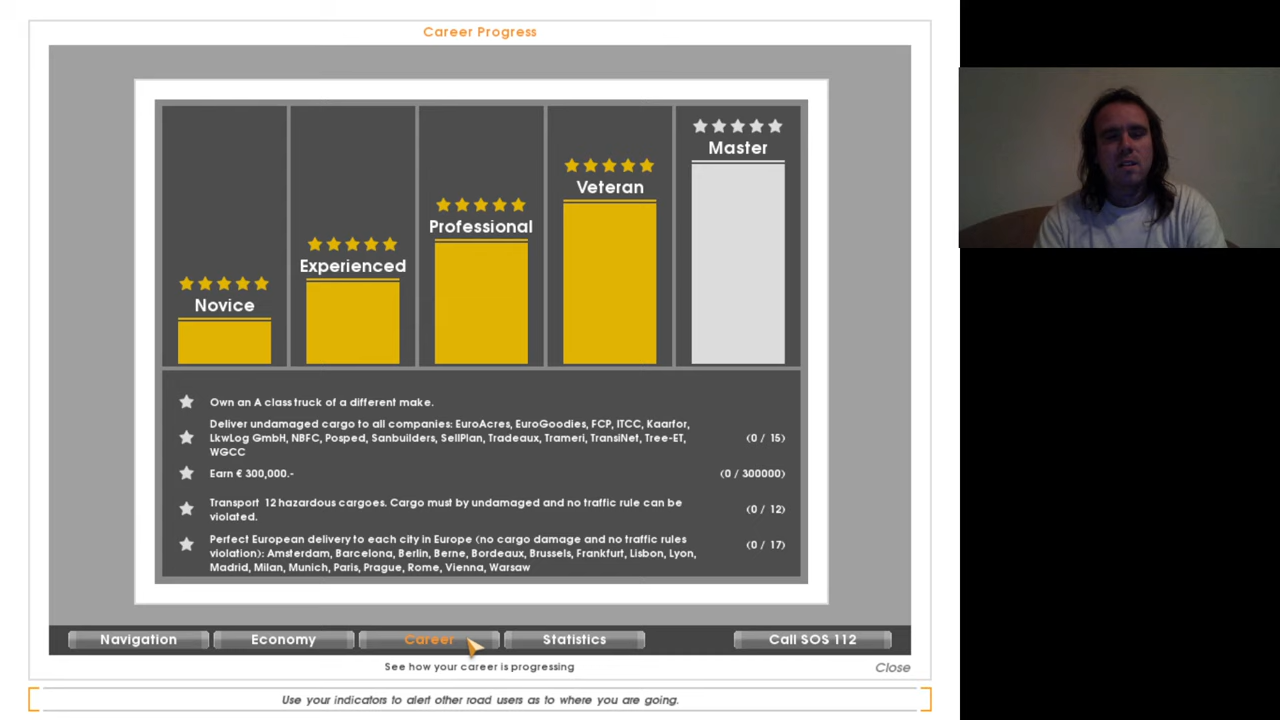 Career Progress
Master
Veteran
Professional
Experienced
Novice
Own an A class truck of a different make.
Deliver undamaged cargo to all companies: EuroAcres, EuroGoodies, FCP, ITCC, Kaarfor,
LkwLog GmbH, NBFC, Posped, Sanbuilders, SellPlan, Tradeaux, Trameri, TransiNet, Tree-ET,
WGCC
(0 / 15)
Earn € 300,000.-
(0 / 300000)
Transport 12 hazardous cargoes. Cargo must by undamaged and no traffic rule can be
violated.
(0 / 12)
Perfect European delivery to each city in Europe (no cargo damage and no traffic rules
violation): Amsterdam, Barcelona, Berlin, Berne, Bordeaux, Brussels, Frankfurt, Lisbon, Lyon,
Madrid, Milan, Munich, Paris, Prague, Rome, Vienna, Warsaw
(0 / 17)
Navigation
Economy
Career
Statistics
Call SOS 112
See how your career is progressing
Close
Use your indicators to alert other road users as to where you are going.